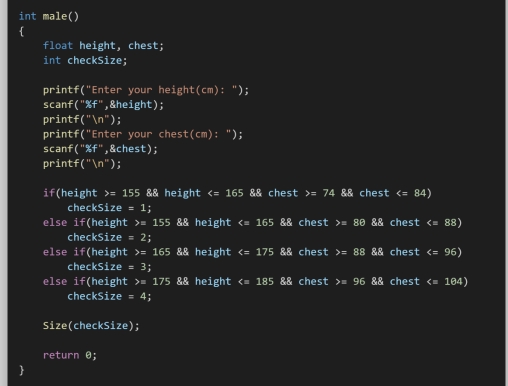 int male()
{
    float height, chest;
    int checkSize;

    printf("Enter your height(cm): ");
    scanf("%f",&height);
    printf("\n");
    printf("Enter your chest(cm): ");
    scanf("%f",&chest);
    printf("\n");

    if(height >= 155 && height <= 165 && chest >= 74 && chest <= 84)
        checkSize = 1;
    else if(height >= 155 && height <= 165 && chest >= 80 && chest <= 88)
        checkSize = 2;
    else if(height >= 165 && height <= 175 && chest >= 88 && chest <= 96)
        checkSize = 3;
    else if(height >= 175 && height <= 185 && chest >= 96 && chest <= 104)
        checkSize = 4;

    Size(checkSize);

    return 0;
}